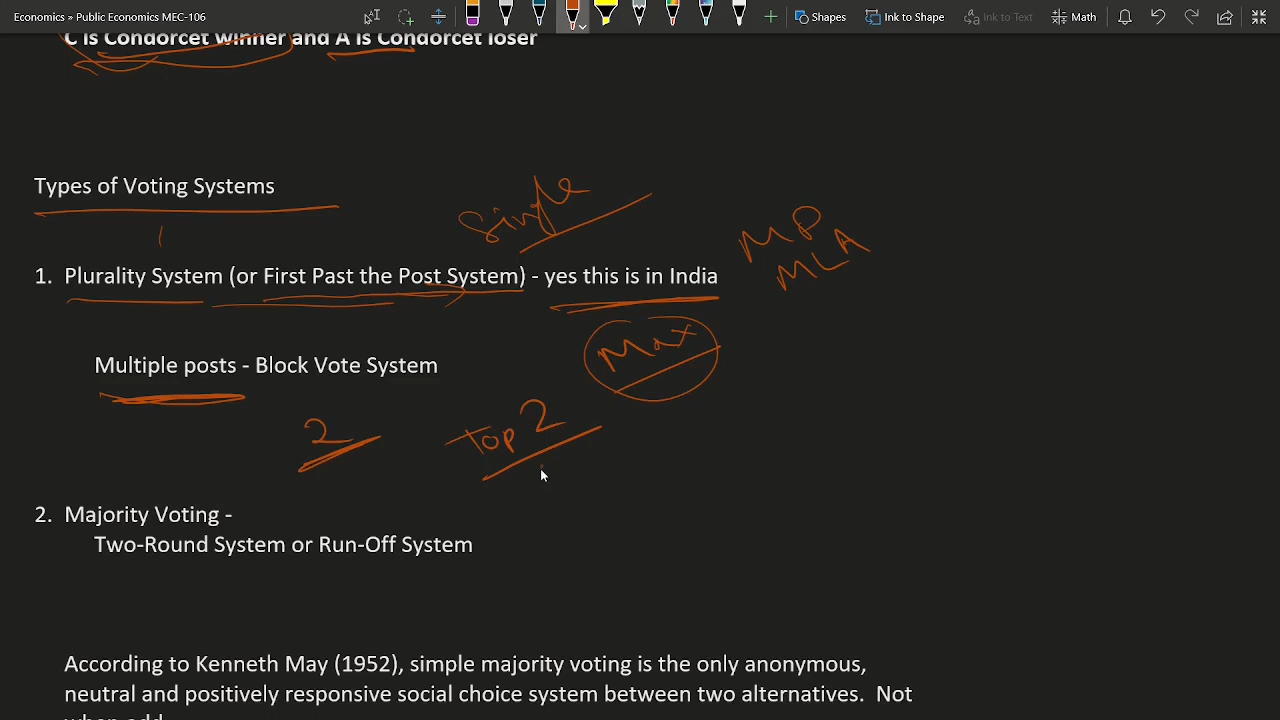 Economics » Public Economics MEC-106
Shapes
Ink to Shape
Ink to Text
Math
C is Condorcet winner and A is Condorcet loser
Types of Voting Systems
Single
MP
MLA
1. Plurality System (or First Past the Post System) - yes this is in India
Max
Multiple posts - Block Vote System
2
Top 2
2. Majority Voting -
Two-Round System or Run-Off System
According to Kenneth May (1952), simple majority voting is the only anonymous,
neutral and positively responsive social choice system between two alternatives. Not